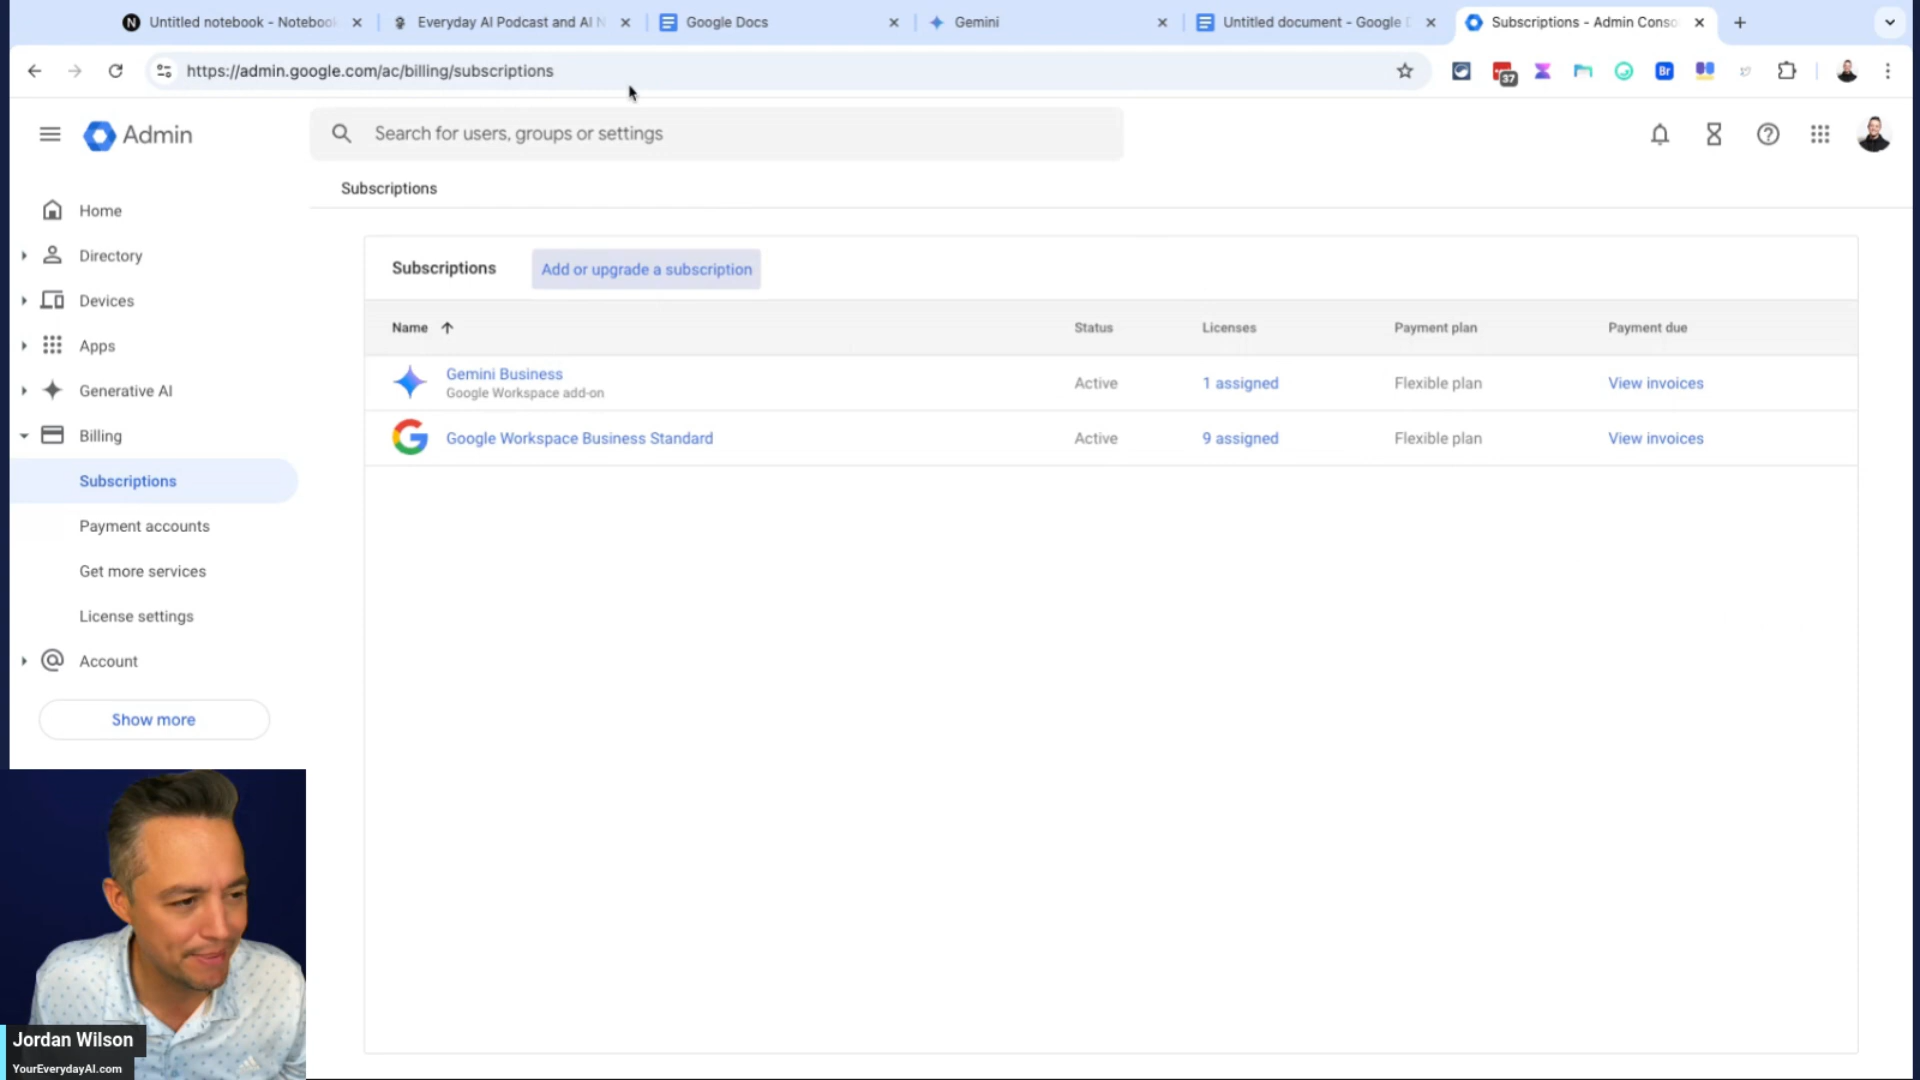 Untitled notebook - Notebook
Everyday AI Podcast and AI N
Google Docs
Gemini
Untitled document - Google D
Subscriptions - Admin Conso
https://admin.google.com/ac/billing/subscriptions
37
Br
Admin
Search for users, groups or settings
Subscriptions
Home
Directory
Devices
Apps
Generative AI
Billing
Subscriptions
Payment accounts
Get more services
License settings
Account
Show more
Subscriptions
Add or upgrade a subscription
Name Status Licenses Payment plan Payment due
Gemini Business
Google Workspace add-on
Active 1 assigned Flexible plan View invoices
Google Workspace Business Standard Active 9 assigned Flexible plan View invoices
Jordan Wilson
YourEverydayAI.com